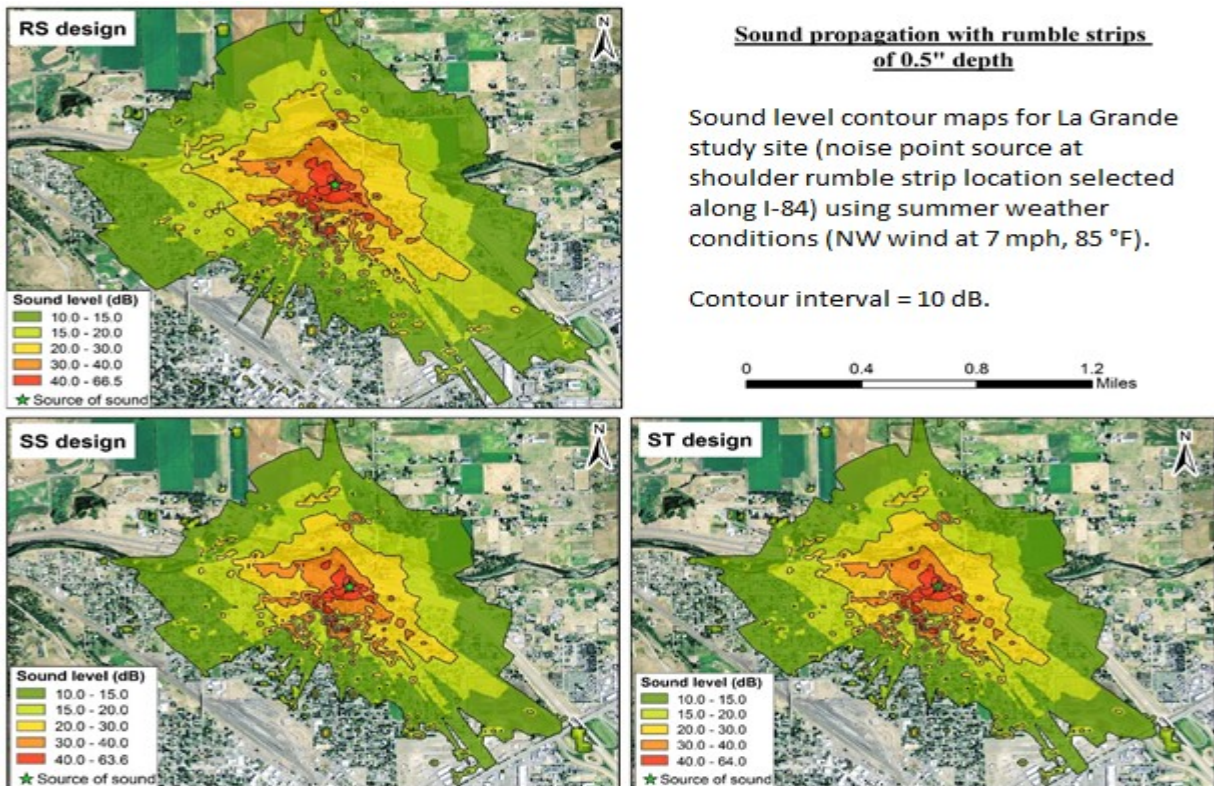 RS design
N
Sound level (dB)
10.0 - 15.0
15.0 - 20.0
20.0 - 30.0
30.0 - 40.0
40.0 - 66.5
Source of sound
Sound propagation with rumble strips
of 0.5" depth
Sound level contour maps for La Grande
study site (noise point source at
shoulder rumble strip location selected
along I-84) using summer weather
conditions (NW wind at 7 mph, 85 °F).
Contour interval = 10 dB.
0 0.4 0.8 1.2
Miles
SS design
N
Sound level (dB)
10.0 - 15.0
15.0 - 20.0
20.0 - 30.0
30.0 - 40.0
40.0 - 63.6
Source of sound
ST design
N
Sound level (dB)
10.0 - 15.0
15.0 - 20.0
20.0 - 30.0
30.0 - 40.0
40.0 - 64.0
Source of sound